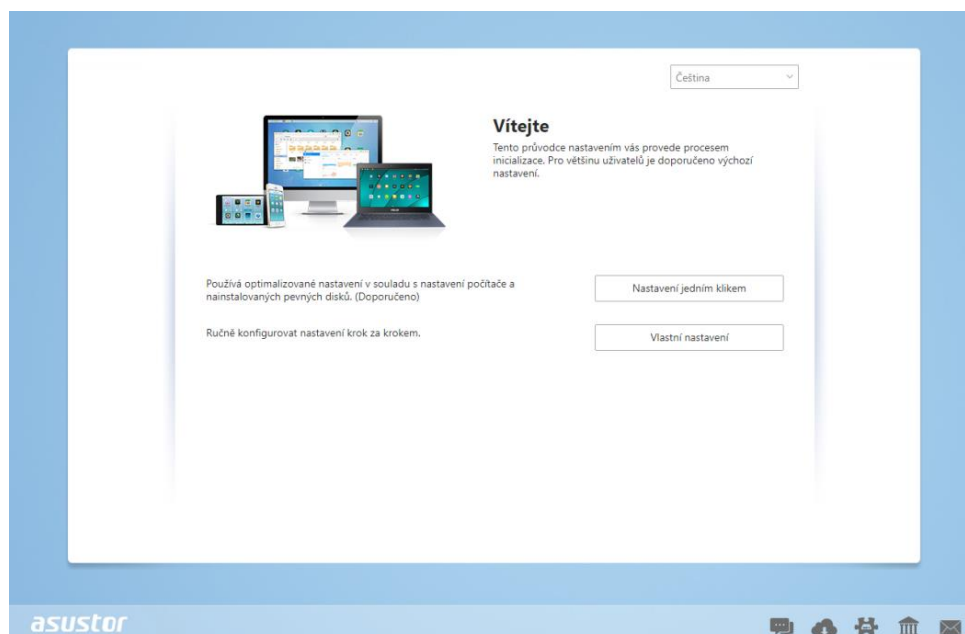 Čeština
Vítejte
Tento průvodce nastavením vás provede procesem
inicializace. Pro většinu uživatelů je doporučeno výchozí
nastavení.
Používá optimalizované nastavení v souladu s nastavení počítače a
nainstalovaných pevných disků. (Doporučeno)
Nastavení jedním klikem
Ručně konfigurovat nastavení krok za krokem.
Vlastní nastavení
asustor